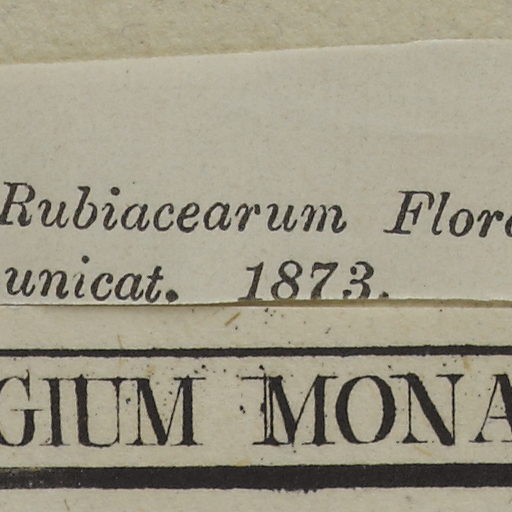 Rubiacearum Flor
unicat. 1873.
GIUM MONA